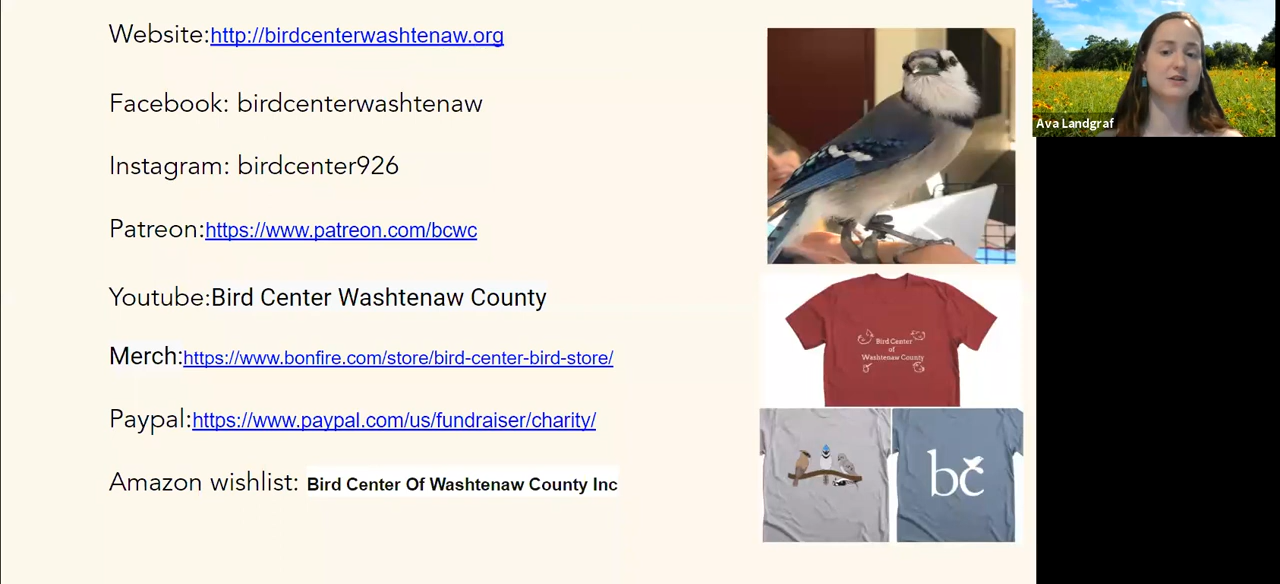 Website:http://birdcenterwashtenaw.org
Facebook: birdcenterwashtenaw
Instagram: birdcenter926
Patreon:https://www.patreon.com/bcwc
Youtube:Bird Center Washtenaw County
Merch:https://www.bonfire.com/store/bird-center-bird-store/
Paypal:https://www.paypal.com/us/fundraiser/charity/
Amazon wishlist: Bird Center Of Washtenaw County Inc
Ava Landgraf
Bird Center
of
Washtenaw County
bc